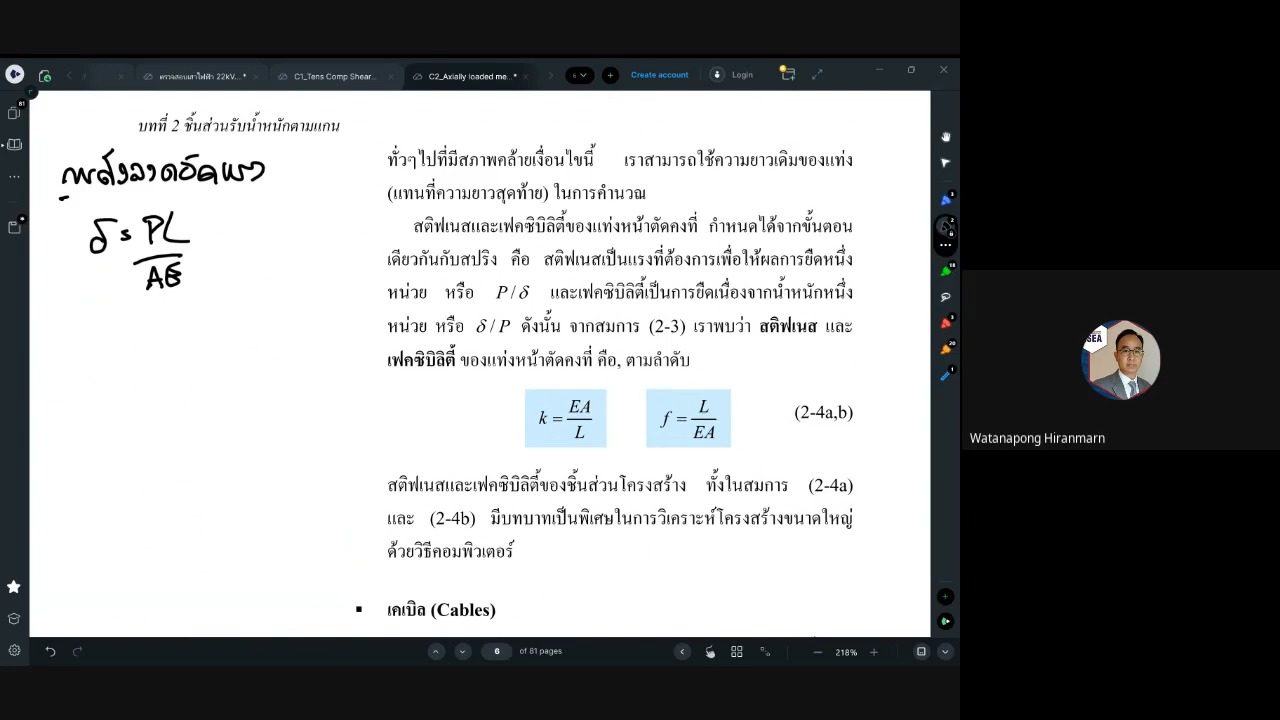 ตรวจสอบเสาไฟฟ้า 22kV...*
C1_Tens Comp Shear...
C2_Axially loaded me...*
6
Create account
Login
81
บทที่ 2 ชิ้นส่วนรับน้ำหนักตามแกน
δ = PL
AE
ทั่วๆไปที่มีสภาพคล้ายเงื่อนไขนี้ เราสามารถใช้ความยาวเดิมของแท่ง
(แทนที่ความยาวสุดท้าย) ในการคำนวณ
สติฟเนสและเฟคซิบิลิตี้ของแท่งหน้าตัดคงที่ กำหนดได้จากขั้นตอน
เดียวกันกับสปริง คือ สติฟเนสเป็นแรงที่ต้องการเพื่อให้ผลการยืดหนึ่ง
หน่วย หรือ P/δ และเฟคซิบิลิตี้เป็นการยืดเนื่องจากน้ำหนักหนึ่ง
หน่วย หรือ δ/P ดังนั้น จากสมการ (2-3) เราพบว่า สติฟเนส และ
เฟคซิบิลิตี้ ของแท่งหน้าตัดคงที่ คือ, ตามลำดับ
k = EA/L f = L/EA (2-4a,b)
สติฟเนสและเฟคซิบิลิตี้ของชิ้นส่วนโครงสร้าง ทั้งในสมการ (2-4a)
และ (2-4b) มีบทบาทเป็นพิเศษในการวิเคราะห์โครงสร้างขนาดใหญ่
ด้วยวิธีคอมพิวเตอร์
▪ เคเบิล (Cables)
6 of 81 pages
218%
SEA
Watanapong Hiranmarn